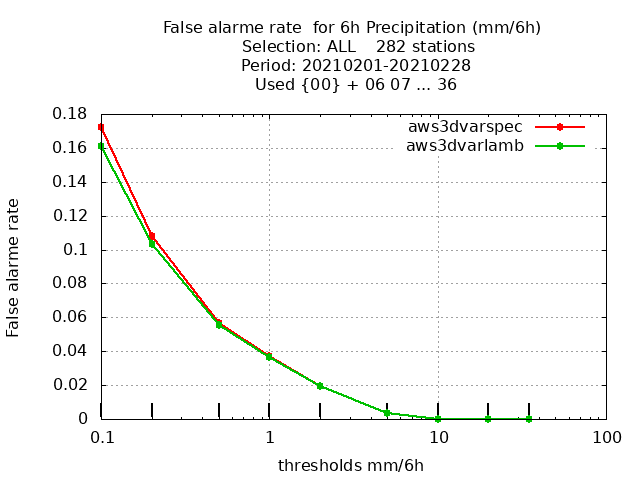 False alarme rate  for 6h Precipitation (mm/6h)
Selection: ALL    282 stations
Period: 20210201-20210228
Used {00} + 06 07 ... 36
aws3dvarspec
aws3dvarlamb
False alarme rate
0.18
0.16
0.14
0.12
0.1
0.08
0.06
0.04
0.02
0
0.1 1 10 100
thresholds mm/6h